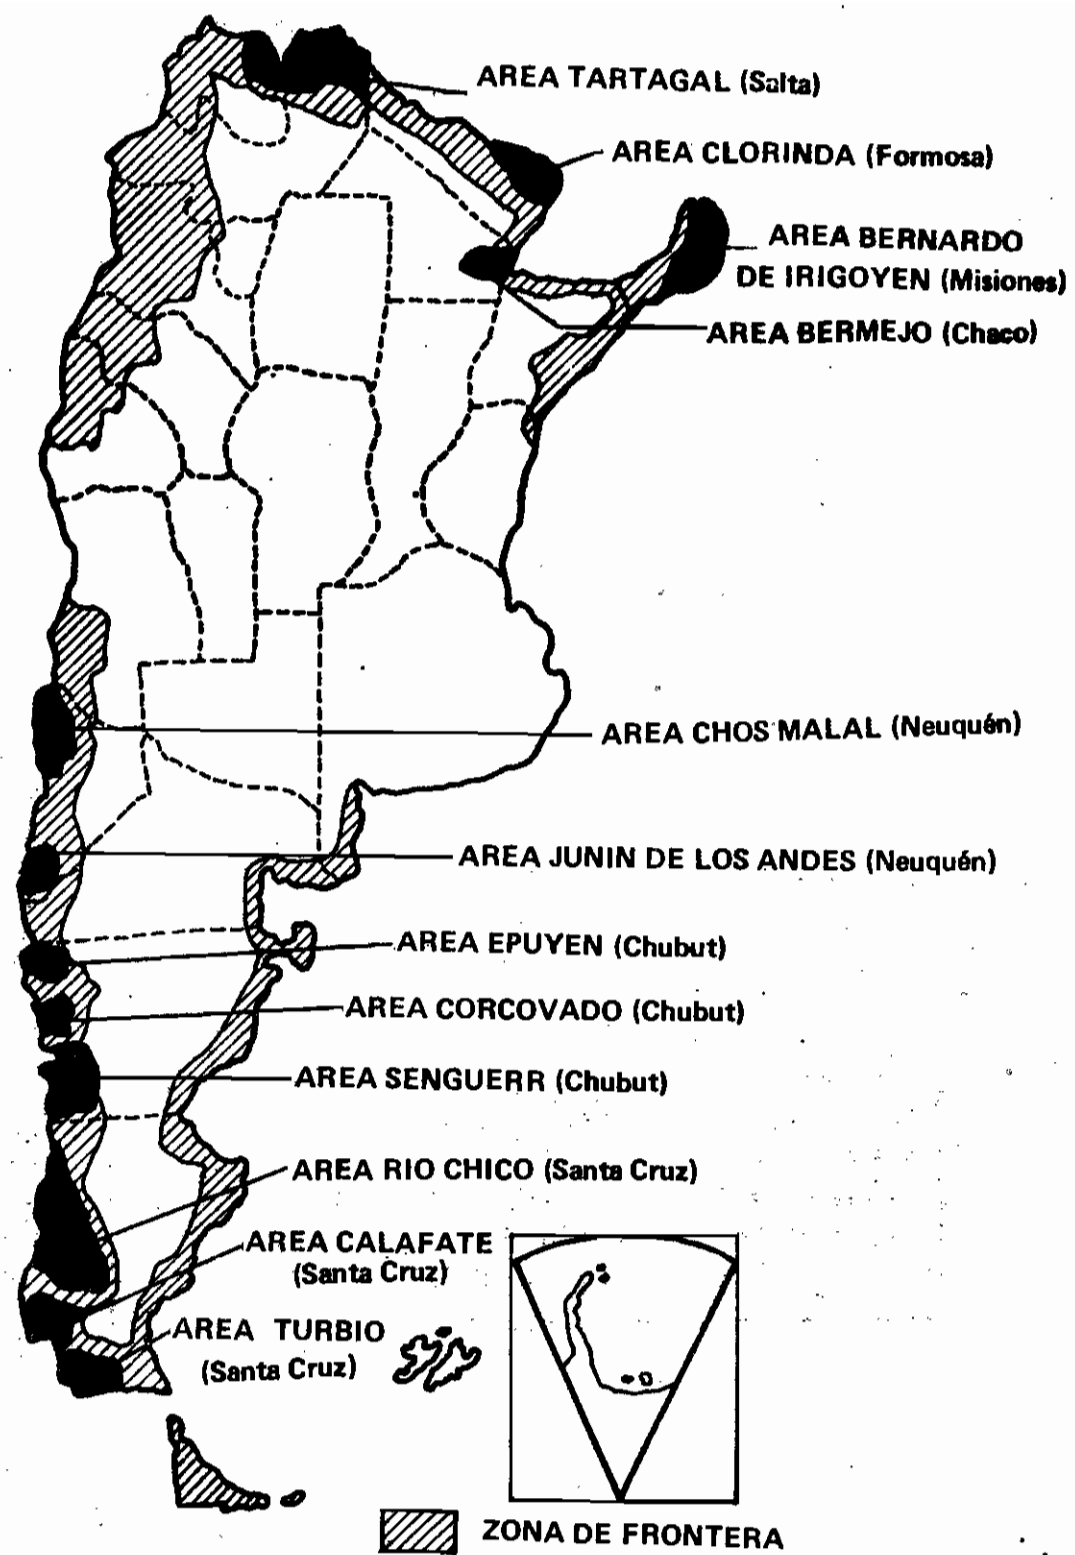 AREA TARTAGAL (Salta)
AREA CLORINDA (Formosa)
AREA BERNARDO
DE IRIGOYEN (Misiones)
AREA BERMEJO (Chaco)
AREA CHOS MALAL (Neuquén)
AREA JUNIN DE LOS ANDES (Neuquén)
AREA EPUYEN (Chubut)
AREA CORCOVADO (Chubut)
AREA SENGUERR (Chubut)
AREA RIO CHICO (Santa Cruz)
AREA CALAFATE
(Santa Cruz)
AREA TURBIO
(Santa Cruz)
ZONA DE FRONTERA